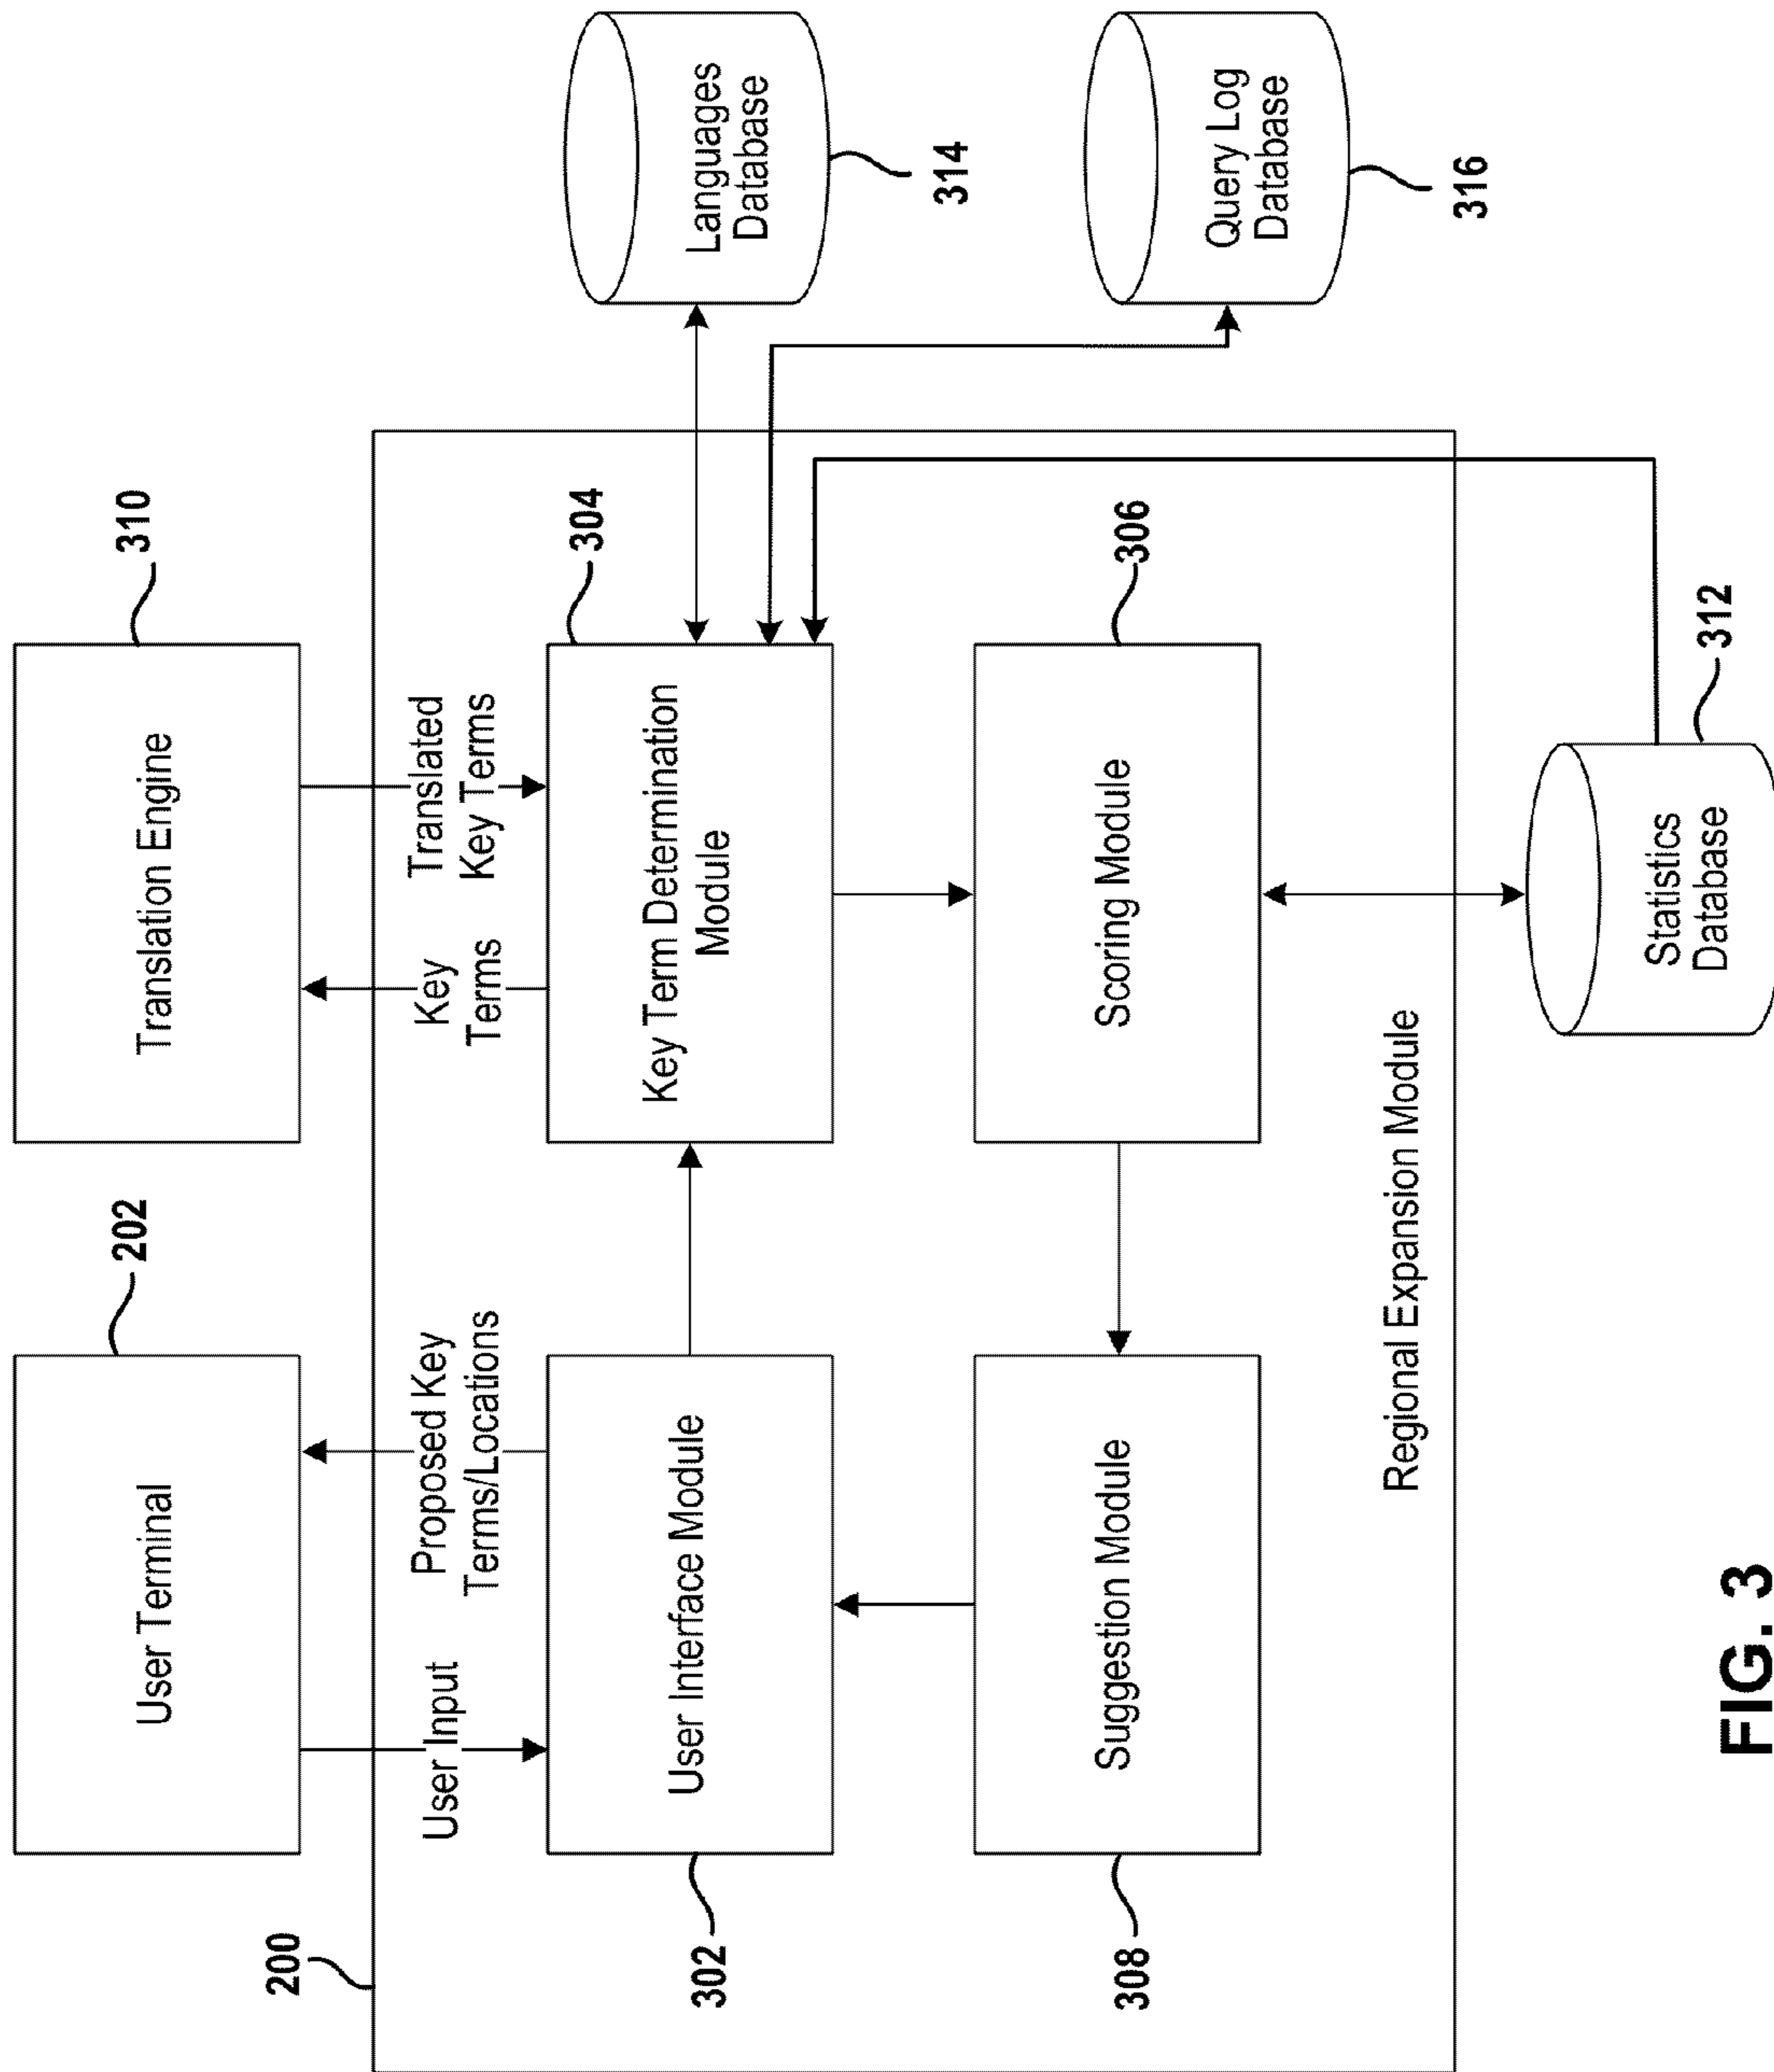 200
202
310
User Terminal
Translation Engine
User Input
Proposed Key
Terms/Locations
Key
Terms
Translated
Key Terms
302
304
User Interface Module
Key Term Determination
Module
Languages
Database
314
308
306
Suggestion Module
Scoring Module
Query Log
Database
316
Regional Expansion Module
Statistics
Database
312
FIG. 3